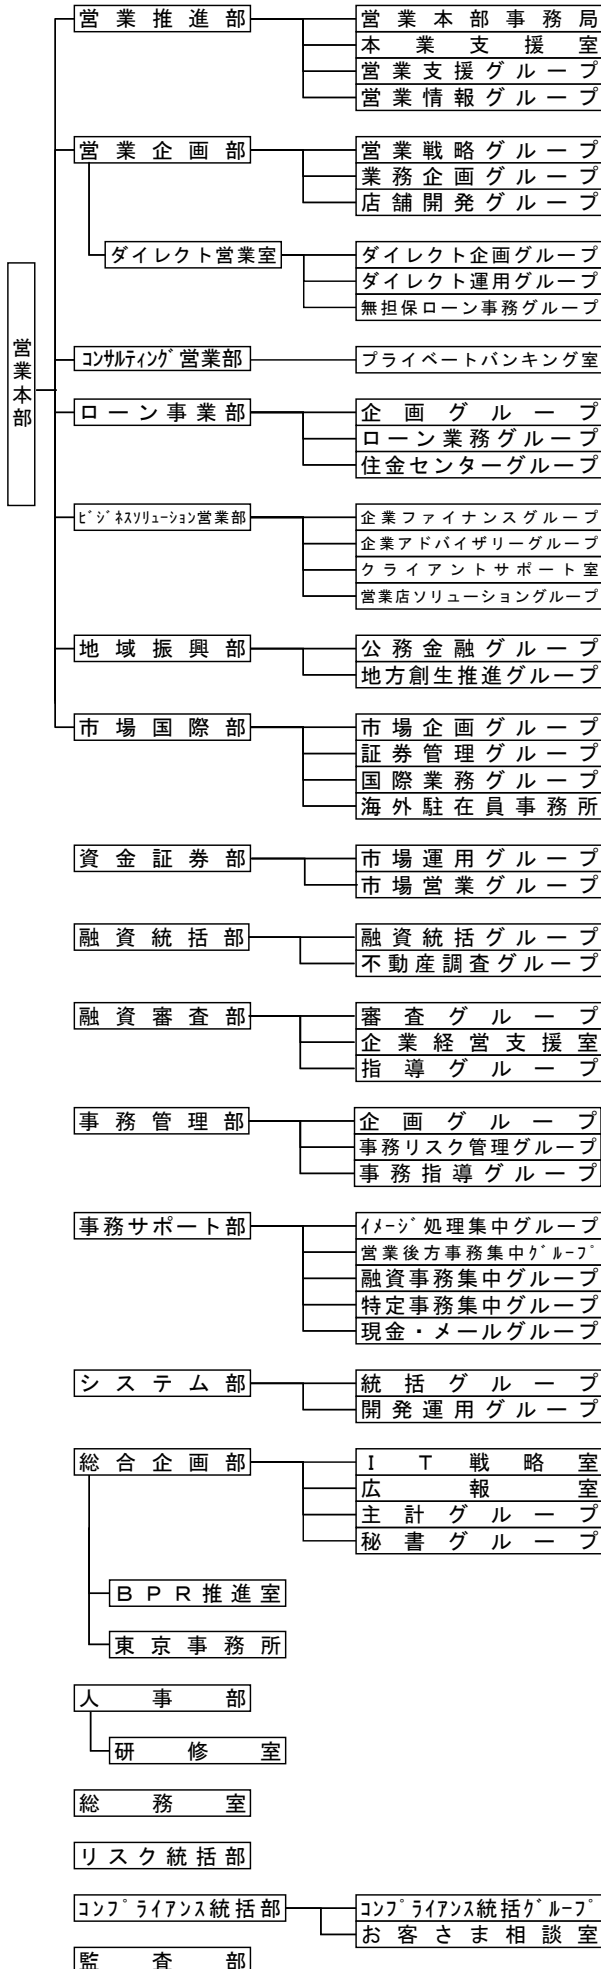 営業本部
営業推進部
営業本部事務局
本業支援室
営業支援グループ
営業情報グループ
営業企画部
営業戦略グループ
業務企画グループ
店舗開発グループ
ダイレクト営業室
ダイレクト企画グループ
ダイレクト運用グループ
無担保ローン事務グループ
ｺﾝｻﾙﾃｨﾝｸﾞ営業部
プライベートバンキング室
ローン事業部
企画グループ
ローン業務グループ
住金センターグループ
ﾋﾞｼﾞﾈｽｿﾘｭｰｼｮﾝ営業部
企業ファイナンスグループ
企業アドバイザリーグループ
クライアントサポート室
営業店ソリューショングループ
地域振興部
公務金融グループ
地方創生推進グループ
市場国際部
市場企画グループ
証券管理グループ
国際業務グループ
海外駐在員事務所
資金証券部
市場運用グループ
市場営業グループ
融資統括部
融資統括グループ
不動産調査グループ
融資審査部
審査グループ
企業経営支援室
指導グループ
事務管理部
企画グループ
事務リスク管理グループ
事務指導グループ
事務サポート部
ｲﾒｰｼﾞ処理集中グループ
営業後方事務集中ｸﾞﾙｰﾌﾟ
融資事務集中グループ
特定事務集中グループ
現金・メールグループ
システム部
統括グループ
開発運用グループ
総合企画部
ＩＴ戦略室
広報室
主計グループ
秘書グループ
ＢＰＲ推進室
東京事務所
人事部
研修室
総務室
リスク統括部
ｺﾝﾌﾟﾗｲｱﾝｽ統括部
ｺﾝﾌﾟﾗｲｱﾝｽ統括ｸﾞﾙｰﾌﾟ
お客さま相談室
監査部